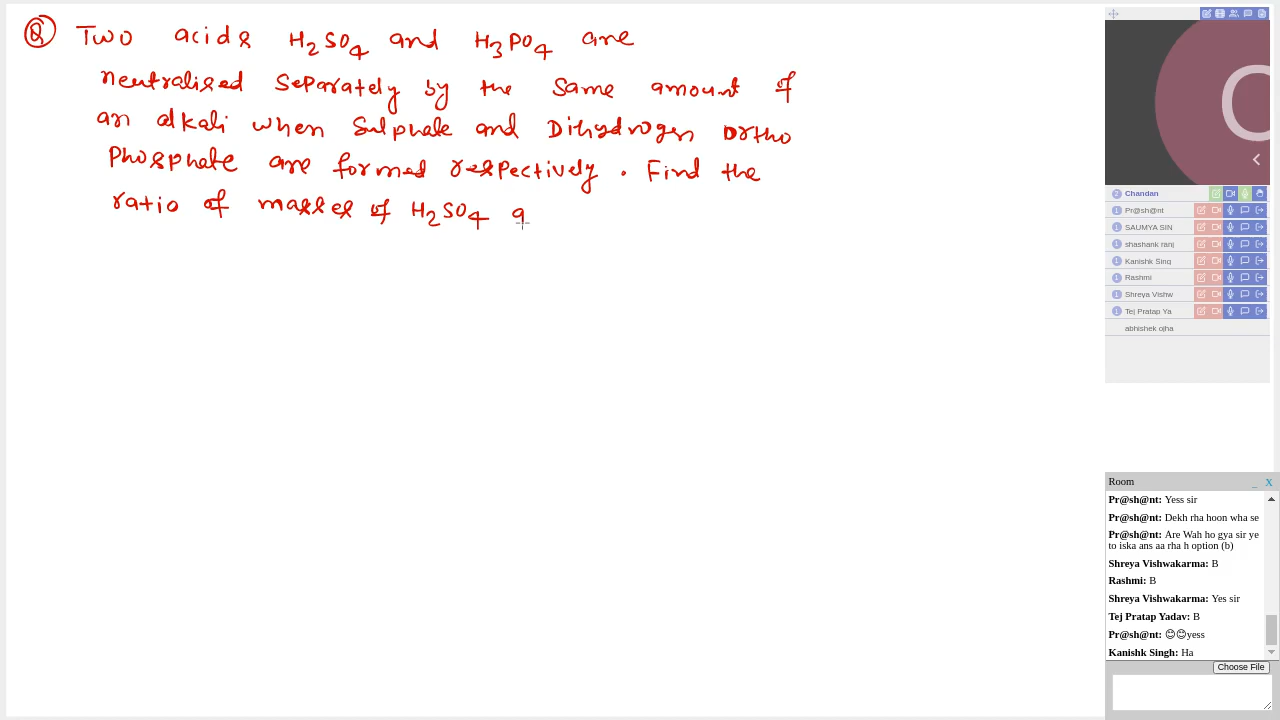 Q Two acids H2SO4 and H3PO4 are
neutralised separately by the same amount of
an alkali when Sulphate and Dihydrogen ortho
Phosphate are formed respectively. Find the
ratio of masses of H2SO4 a
C
Chandan
Pr@sh@nt
SAUMYA SIN
shashank ranj
Kanishk Sing
Rashmi
Shreya Vishw
Tej Pratap Ya
abhishek ojha
Room _ X
Pr@sh@nt: Yess sir
Pr@sh@nt: Dekh rha hoon wha se
Pr@sh@nt: Are Wah ho gya sir ye
to iska ans aa rha h option (b)
Shreya Vishwakarma: B
Rashmi: B
Shreya Vishwakarma: Yes sir
Tej Pratap Yadav: B
Pr@sh@nt: 😊😊yess
Kanishk Singh: Ha
Choose File